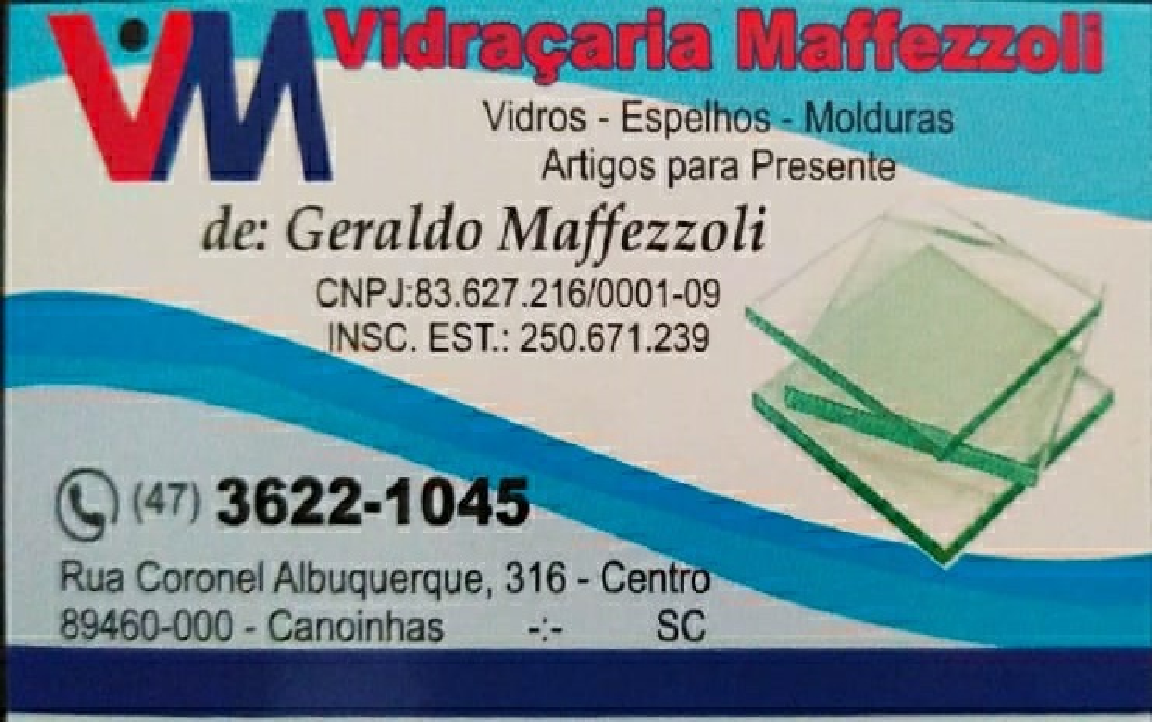 VM
Vidraçaria Maffezzoli
Vidros - Espelhos - Molduras
Artigos para Presente
de: Geraldo Maffezzoli
CNPJ:83.627.216/0001-09
INSC. EST.: 250.671.239
(47) 3622-1045
Rua Coronel Albuquerque, 316 - Centro
89460-000 - Canoinhas -:- SC